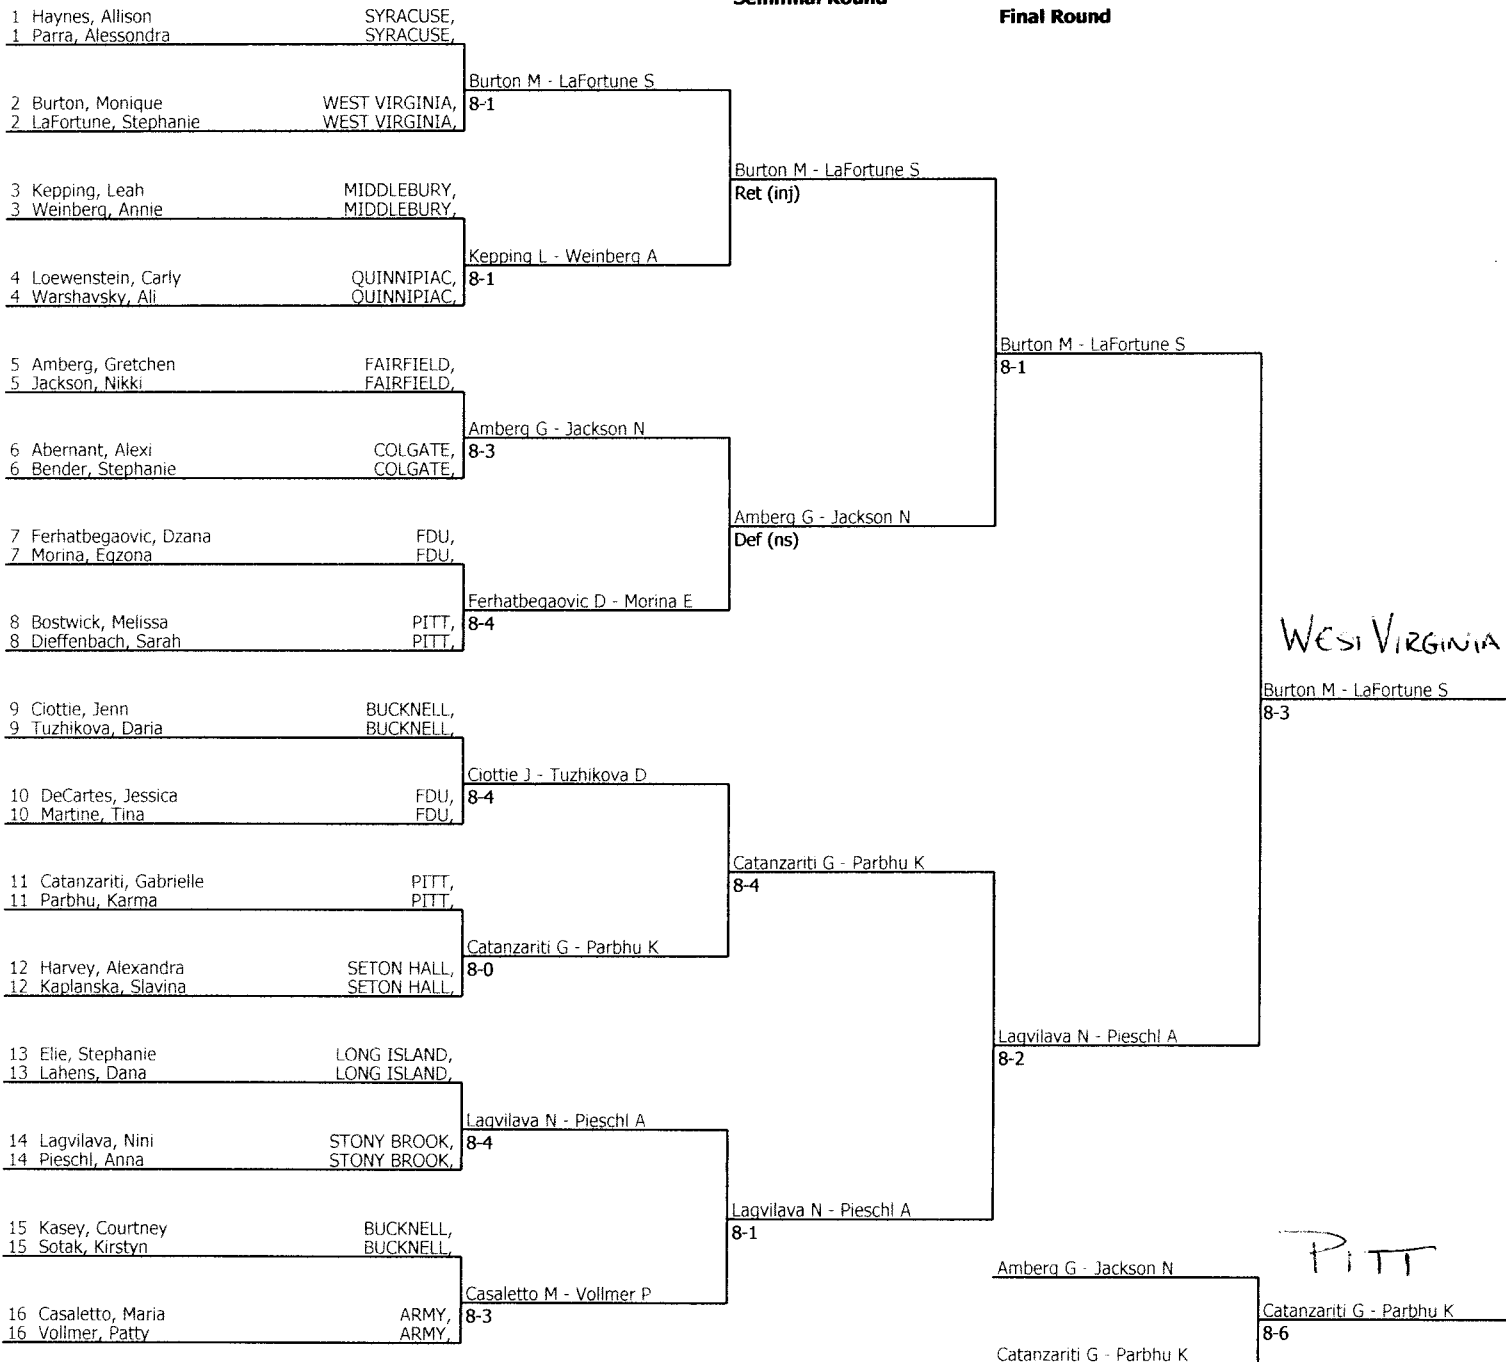 Semifinal Round
Final Round
1 Haynes, Allison SYRACUSE,
1 Parra, Alessondra SYRACUSE,
Burton M - LaFortune S
8-1
2 Burton, Monique WEST VIRGINIA,
2 LaFortune, Stephanie WEST VIRGINIA,
Burton M - LaFortune S
Ret (inj)
3 Kepping, Leah MIDDLEBURY,
3 Weinberg, Annie MIDDLEBURY,
Kepping L - Weinberg A
8-1
4 Loewenstein, Carly QUINNIPIAC,
4 Warshavsky, Ali QUINNIPIAC,
Burton M - LaFortune S
8-1
5 Amberg, Gretchen FAIRFIELD,
5 Jackson, Nikki FAIRFIELD,
Amberg G - Jackson N
8-3
6 Abernant, Alexi COLGATE,
6 Bender, Stephanie COLGATE,
Amberg G - Jackson N
Def (ns)
7 Ferhatbegaovic, Dzana FDU,
7 Morina, Egzona FDU,
Ferhatbegaovic D - Morina E
8-4
8 Bostwick, Melissa PITT,
8 Dieffenbach, Sarah PITT,
WEST VIRGINIA
Burton M - LaFortune S
8-3
9 Ciottie, Jenn BUCKNELL,
9 Tuzhikova, Daria BUCKNELL,
Ciottie J - Tuzhikova D
8-4
10 DeCartes, Jessica FDU,
10 Martine, Tina FDU,
Catanzariti G - Parbhu K
8-4
11 Catanzariti, Gabrielle PITT,
11 Parbhu, Karma PITT,
Catanzariti G - Parbhu K
8-0
12 Harvey, Alexandra SETON HALL,
12 Kaplanska, Slavina SETON HALL,
Lagvilava N - Pieschl A
8-2
13 Elie, Stephanie LONG ISLAND,
13 Lahens, Dana LONG ISLAND,
Lagvilava N - Pieschl A
8-4
14 Lagvilava, Nini STONY BROOK,
14 Pieschl, Anna STONY BROOK,
Lagvilava N - Pieschl A
8-1
15 Kasey, Courtney BUCKNELL,
15 Sotak, Kirstyn BUCKNELL,
Casaletto M - Vollmer P
8-3
16 Casaletto, Maria ARMY,
16 Vollmer, Patty ARMY,
PITT
Amberg G - Jackson N
Catanzariti G - Parbhu K
8-6
Catanzariti G - Parbhu K